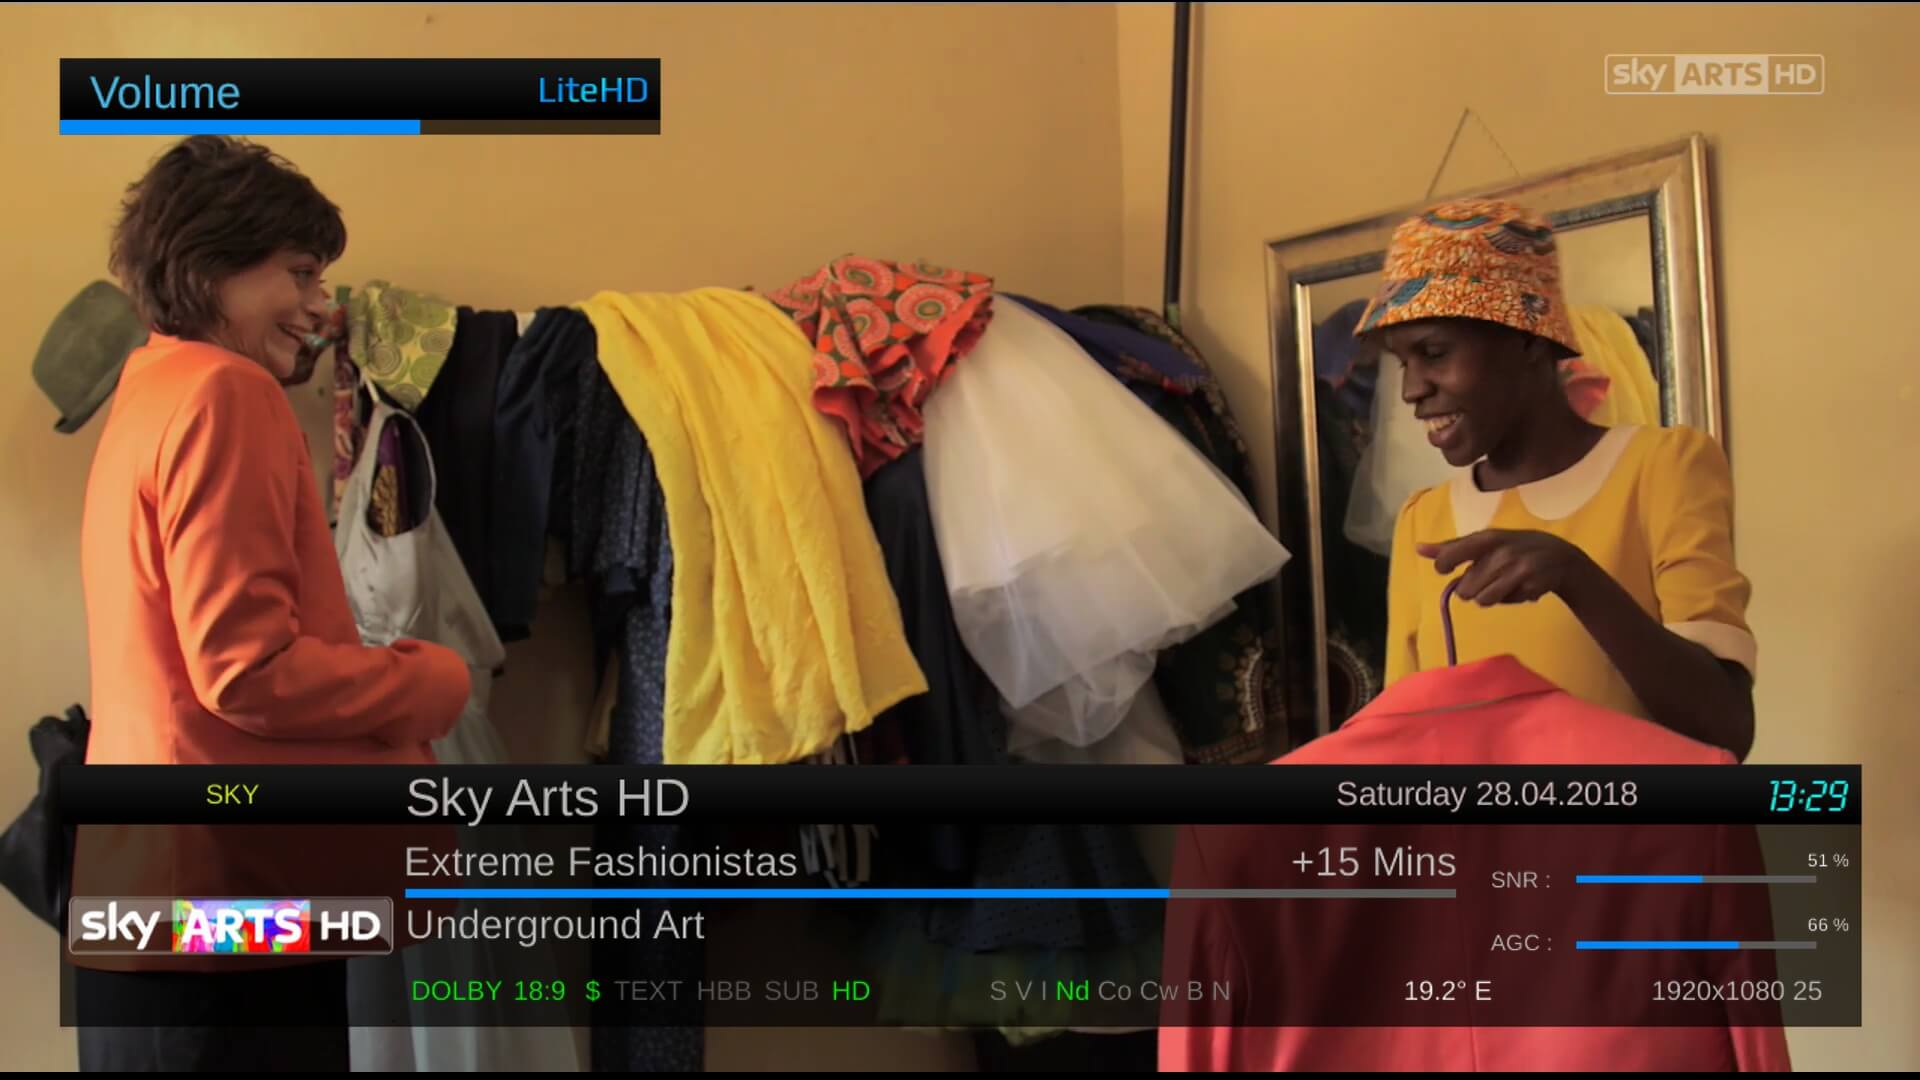 Volume LiteHD
sky ARTS HD
SKY Sky Arts HD Saturday 28.04.2018 13:29
Extreme Fashionistas +15 Mins SNR : 51 %
sky ARTS HD Underground Art AGC : 66 %
DOLBY 18:9 $ TEXT HBB SUB HD S V I Nd Co Cw B N 19.2° E 1920x1080 25